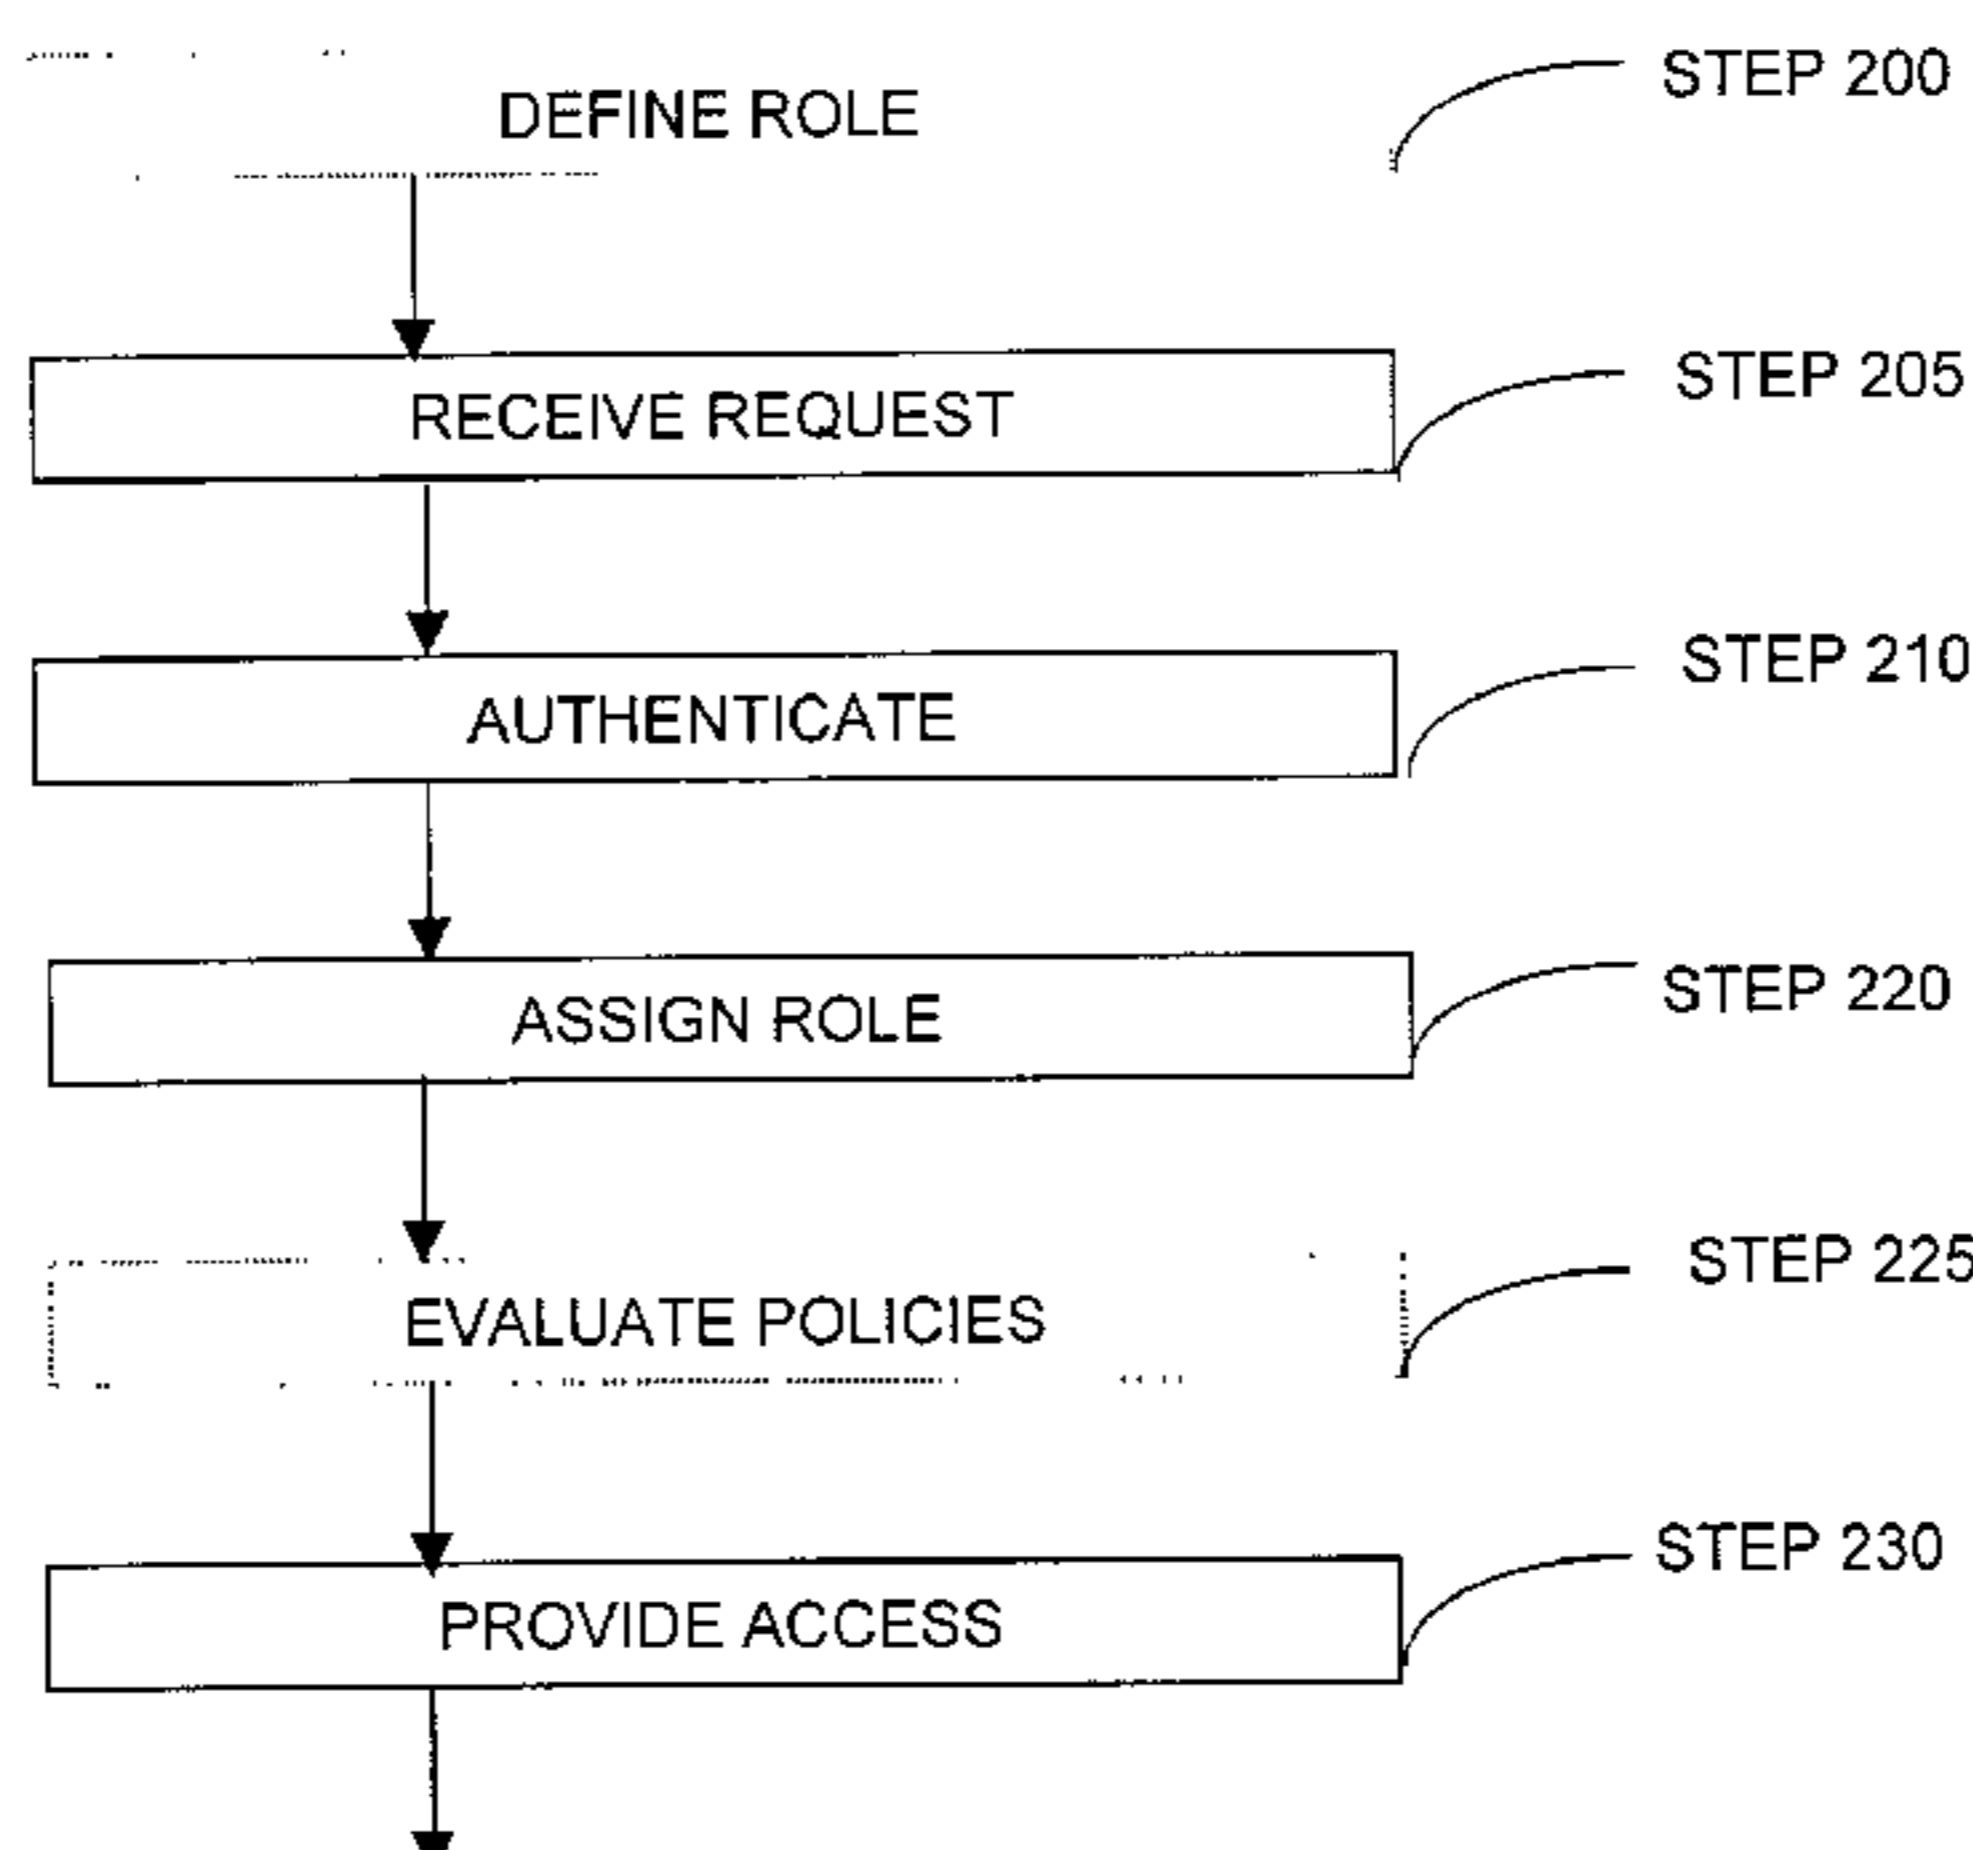 DEFINE ROLE
STEP 200
RECEIVE REQUEST
STEP 205
AUTHENTICATE
STEP 210
ASSIGN ROLE
STEP 220
EVALUATE POLICIES
STEP 225
PROVIDE ACCESS
STEP 230